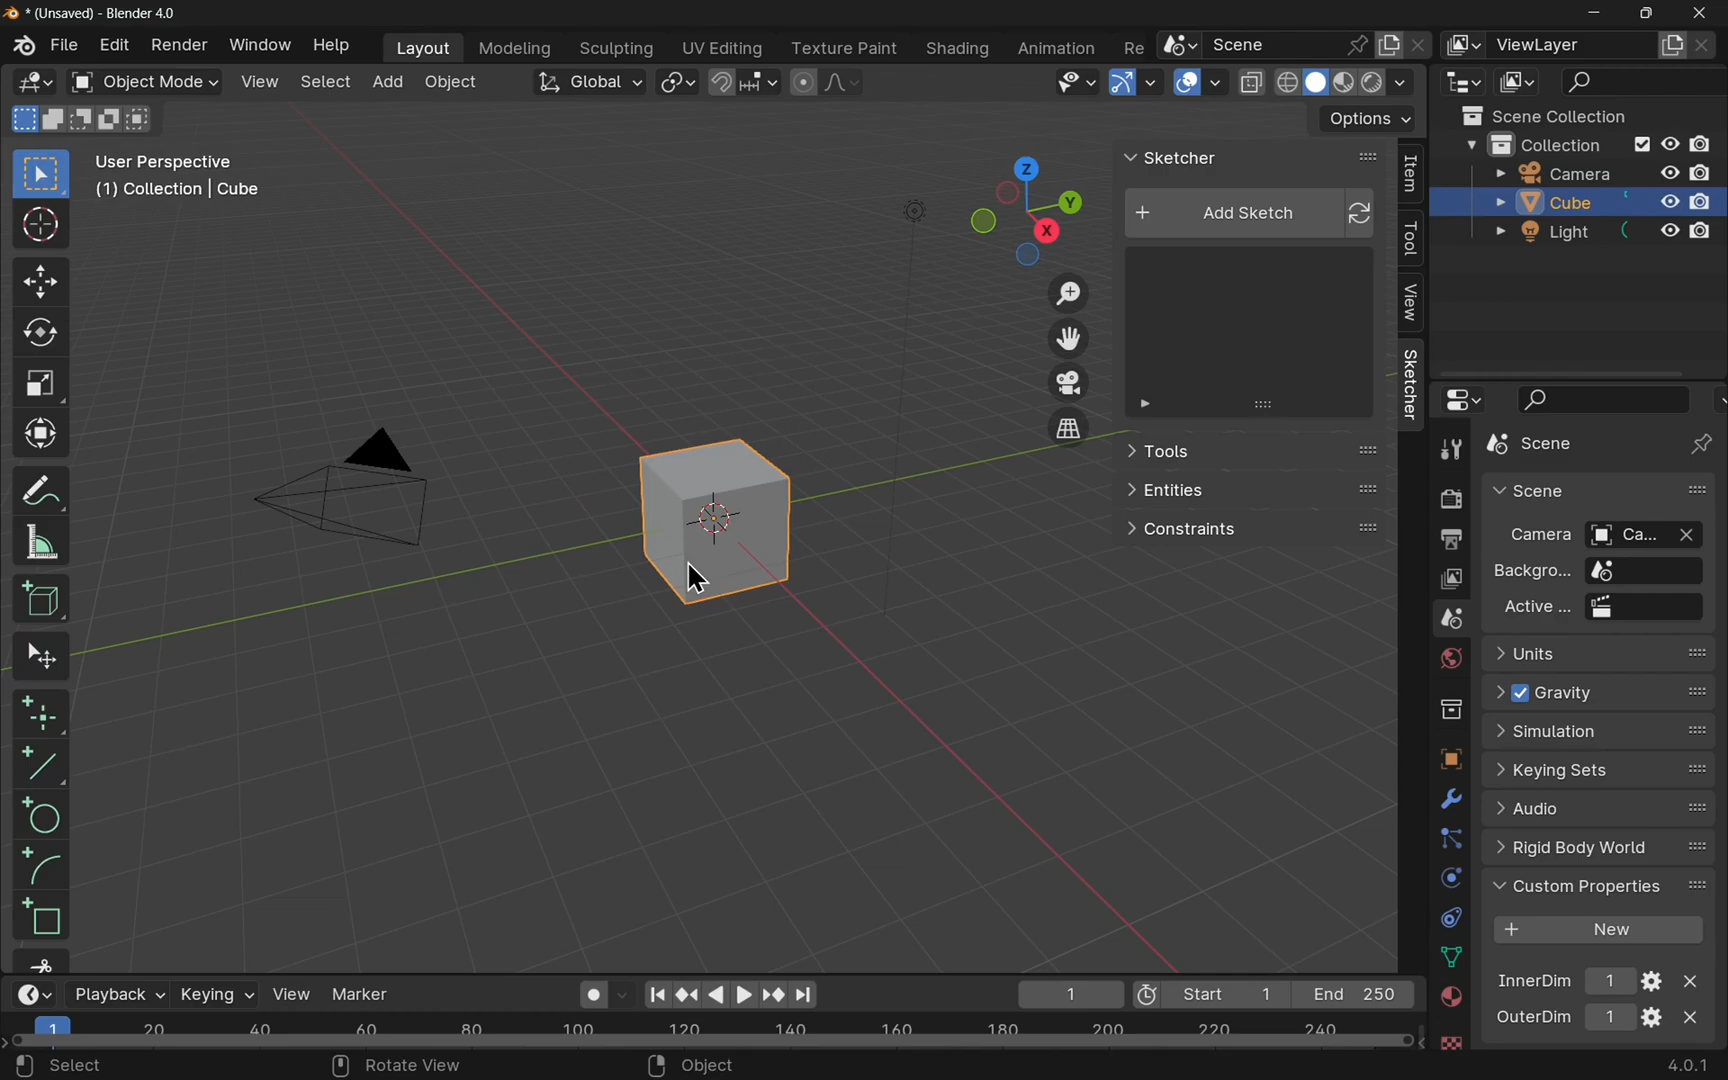 * (Unsaved) - Blender 4.0
File Edit Render Window Help Layout Modeling Sculpting UV Editing Texture Paint Shading Animation Re Scene ViewLayer
Object Mode View Select Add Object Global
Options
User Perspective
(1) Collection | Cube
Z
Y
X
Sketcher
+ Add Sketch
Tools
Entities
Constraints
Item
Tool
View
Sketcher
Scene Collection
Collection
Camera
Cube
Light
Scene
Scene
Camera Ca...
Backgro...
Active ...
Units
Gravity
Simulation
Keying Sets
Audio
Rigid Body World
Custom Properties
+ New
InnerDim 1
OuterDim 1
Playback Keying View Marker 1 Start 1 End 250
1 20 40 60 80 100 120 140 160 180 200 220 240
Select Rotate View Object 4.0.1